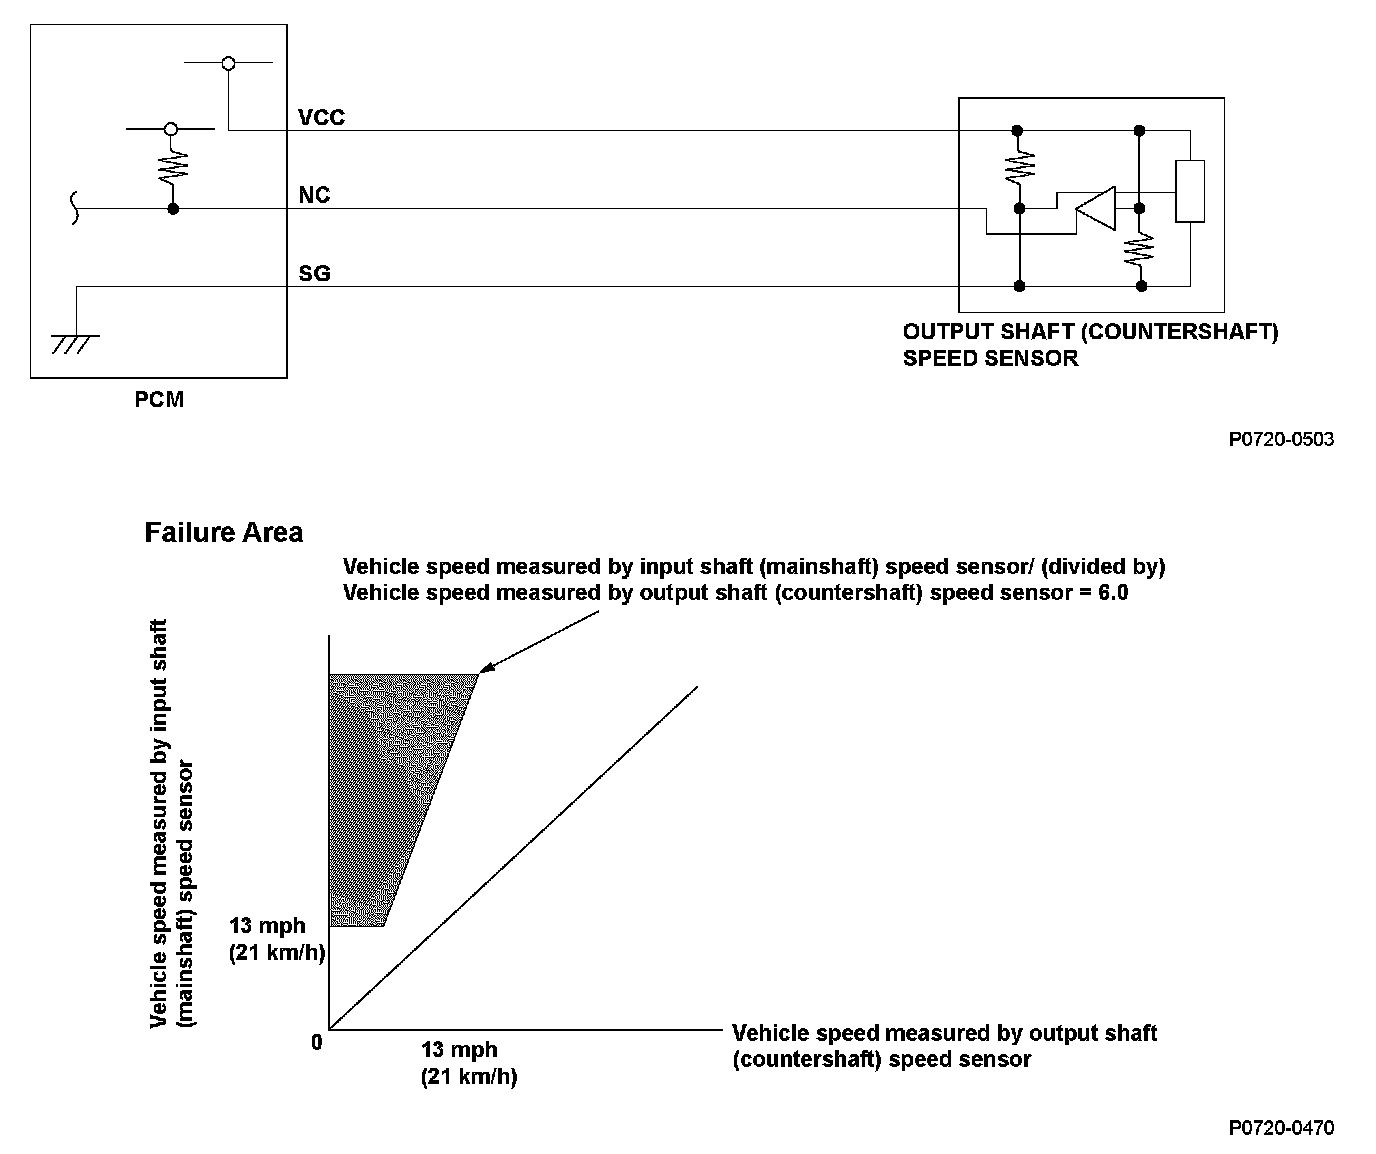 VCC
NC
SG
OUTPUT SHAFT (COUNTERSHAFT)
SPEED SENSOR
PCM
P0720-0503
Failure Area
Vehicle speed measured by input shaft (mainshaft) speed sensor/ (divided by)
Vehicle speed measured by output shaft (countershaft) speed sensor = 6.0
Vehicle speed measured by input shaft
(mainshaft) speed sensor
13 mph
(21 km/h)
0
13 mph
(21 km/h)
Vehicle speed measured by output shaft
(countershaft) speed sensor
P0720-0470